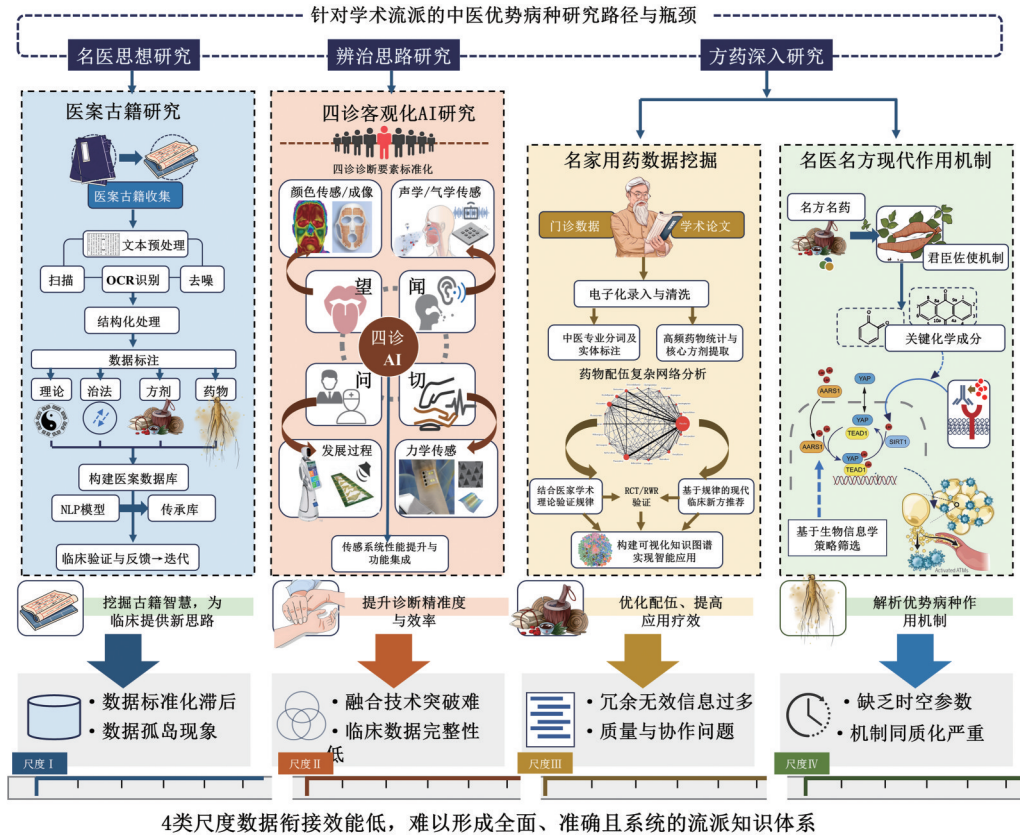 针对学术流派的中医优势病种研究路径与瓶颈
名医思想研究
辨治思路研究
方药深入研究
医案古籍研究
医案古籍收集
文本预处理
扫描
OCR识别
去噪
结构化处理
数据标注
理论
治法
方剂
药物
构建医案数据库
NLP模型
传承库
临床验证与反馈→迭代
四诊客观化AI研究
四诊诊断要素标准化
颜色传感/成像
声学/气学传感
望
闻
四诊
AI
问
切
发展过程
力学传感
传感系统性能提升与
功能集成
名家用药数据挖掘
门诊数据
学术论文
电子化录入与清洗
中医专业分词及
实体标注
高频药物统计与
核心方剂提取
药物配伍复杂网络分析
结合医家学术
理论验证规律
RCT/RWR
验证
基于规律的现代
临床新方推荐
构建可视化知识图谱
实现智能应用
名医名方现代作用机制
名方名药
君臣佐使机制
关键化学成分
AARS1
YAP
YAP
TEAD1
SIRT1
AARS1
YAP
TEAD1
基于生物信息学
策略筛选
Activated ATMs
挖掘古籍智慧，为
临床提供新思路
提升诊断精准度
与效率
优化配伍、提高
应用疗效
解析优势病种作
用机制
· 数据标准化滞后
· 数据孤岛现象
· 融合技术突破难
· 临床数据完整性
低
· 冗余无效信息过多
· 质量与协作问题
· 缺乏时空参数
· 机制同质化严重
尺度Ⅰ
尺度Ⅱ
尺度Ⅲ
尺度Ⅳ
4类尺度数据衔接效能低，难以形成全面、准确且系统的流派知识体系